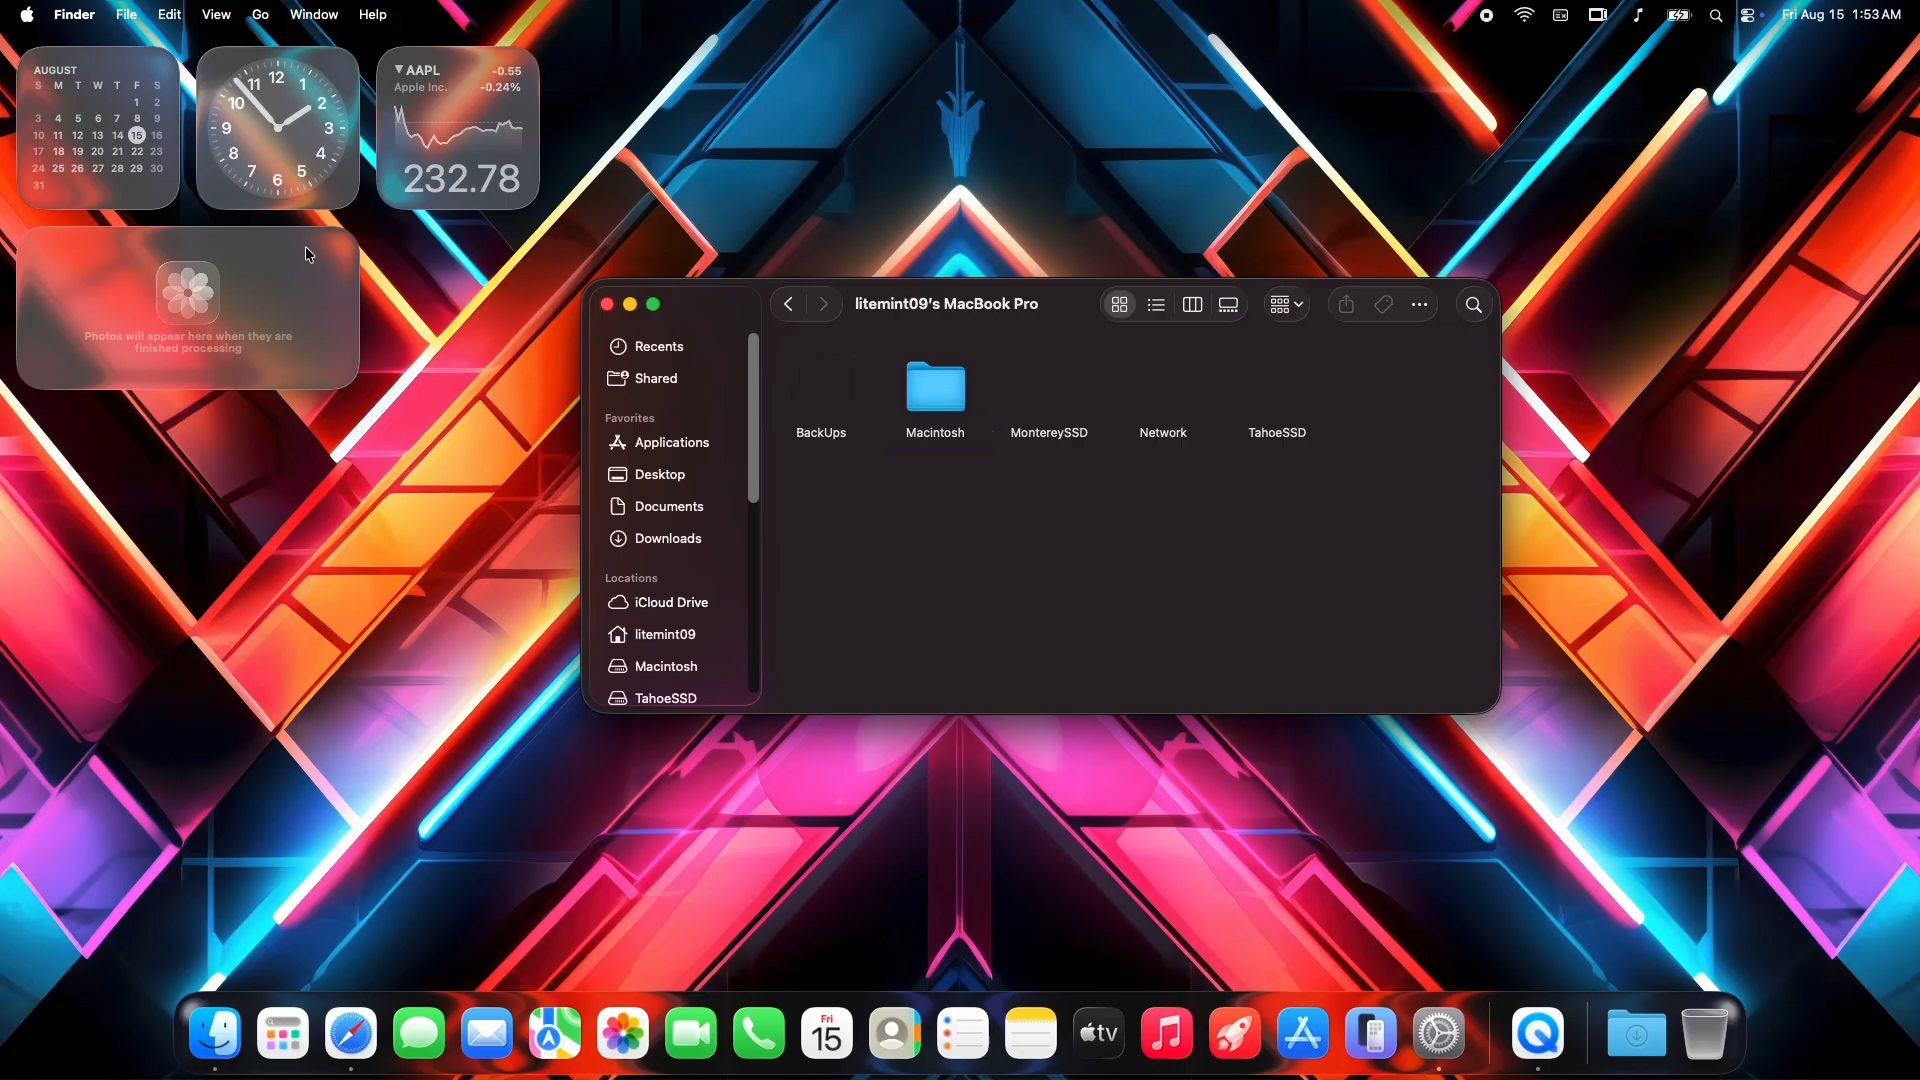 Finder File Edit View Go Window Help
Fri Aug 15 1:53 AM
AUGUST
S M T W T F S
1 2
3 4 5 6 7 8 9
10 11 12 13 14 15 16
17 18 19 20 21 22 23
24 25 26 27 28 29 30
31
12
1
2
3
4
5
6
7
8
9
10
11
▼AAPL -0.55
Apple Inc. -0.24%
232.78
Photos will appear here when they are
finished processing
litemint09's MacBook Pro
Recents
Shared
Favorites
Applications
Desktop
Documents
Downloads
Locations
iCloud Drive
litemint09
Macintosh
TahoeSSD
BackUps Macintosh MontereySSD Network TahoeSSD
Fri
15
tv